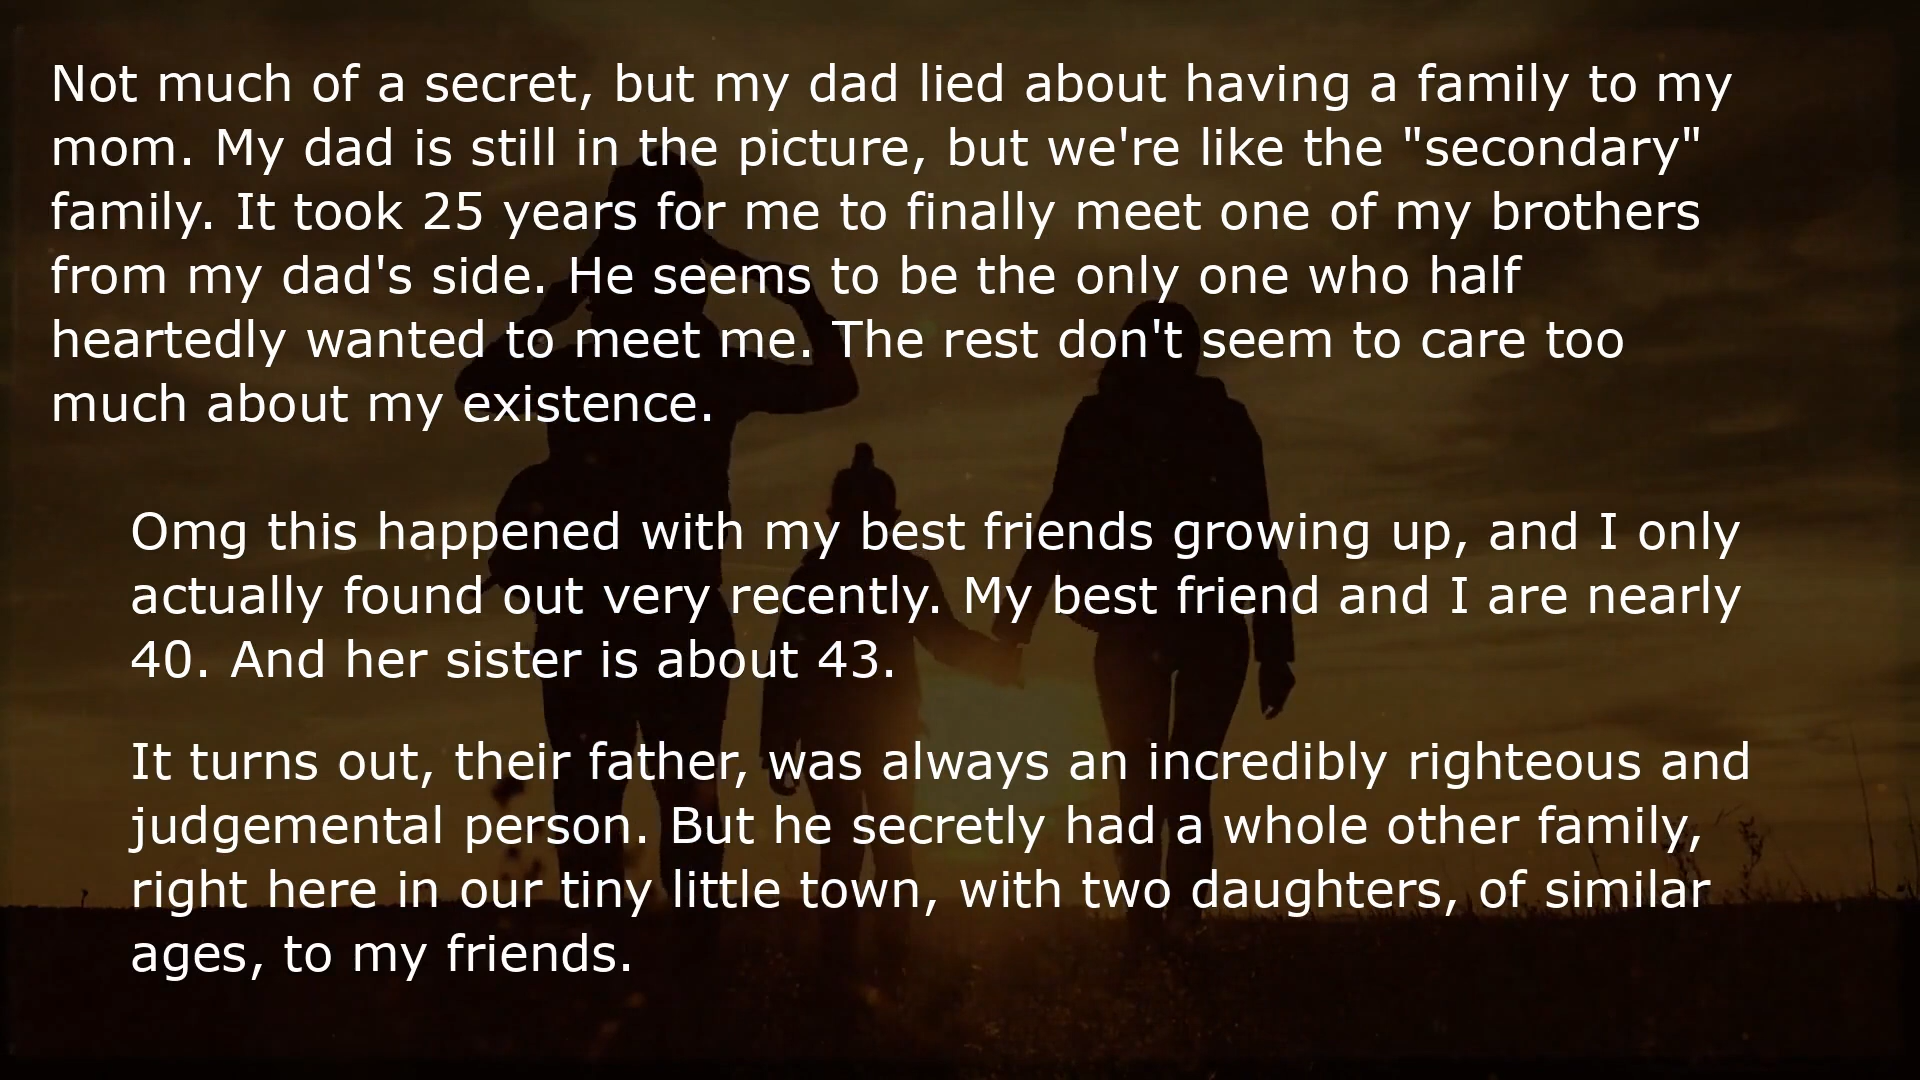 Not much of a secret, but my dad lied about having a family to my
mom. My dad is still in the picture, but we're like the "secondary"
family. It took 25 years for me to finally meet one of my brothers
from my dad's side. He seems to be the only one who half
heartedly wanted to meet me. The rest don't seem to care too
much about my existence.
Omg this happened with my best friends growing up, and I only
actually found out very recently. My best friend and I are nearly
40. And her sister is about 43.
It turns out, their father, was always an incredibly righteous and
judgemental person. But he secretly had a whole other family,
right here in our tiny little town, with two daughters, of similar
ages, to my friends.